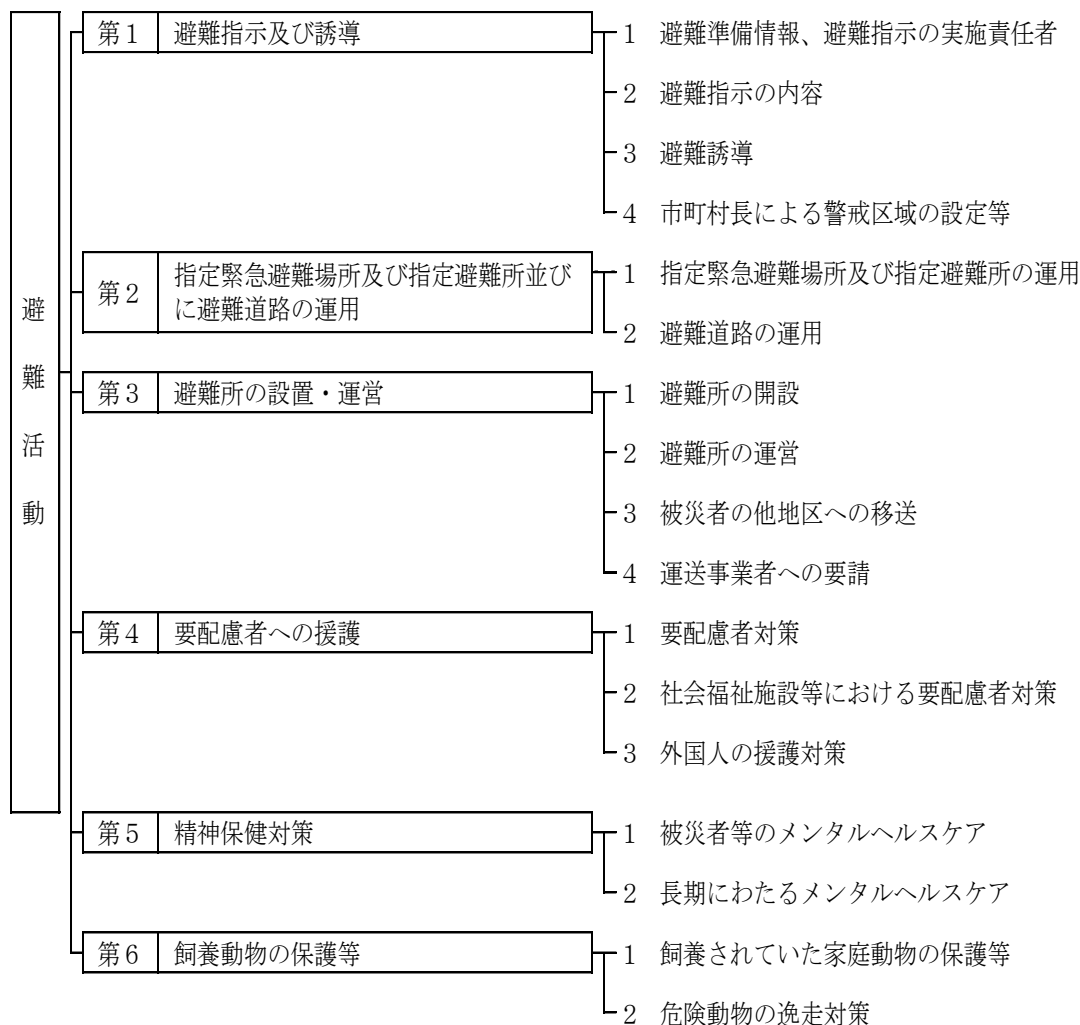 避難活動
第1 避難指示及び誘導
1 避難準備情報、避難指示の実施責任者
2 避難指示の内容
3 避難誘導
4 市町村長による警戒区域の設定等
第2 指定緊急避難場所及び指定避難所並び
に避難道路の運用
1 指定緊急避難場所及び指定避難所の運用
2 避難道路の運用
第3 避難所の設置・運営
1 避難所の開設
2 避難所の運営
3 被災者の他地区への移送
4 運送事業者への要請
第4 要配慮者への援護
1 要配慮者対策
2 社会福祉施設等における要配慮者対策
3 外国人の援護対策
第5 精神保健対策
1 被災者等のメンタルヘルスケア
2 長期にわたるメンタルヘルスケア
第6 飼養動物の保護等
1 飼養されていた家庭動物の保護等
2 危険動物の逸走対策